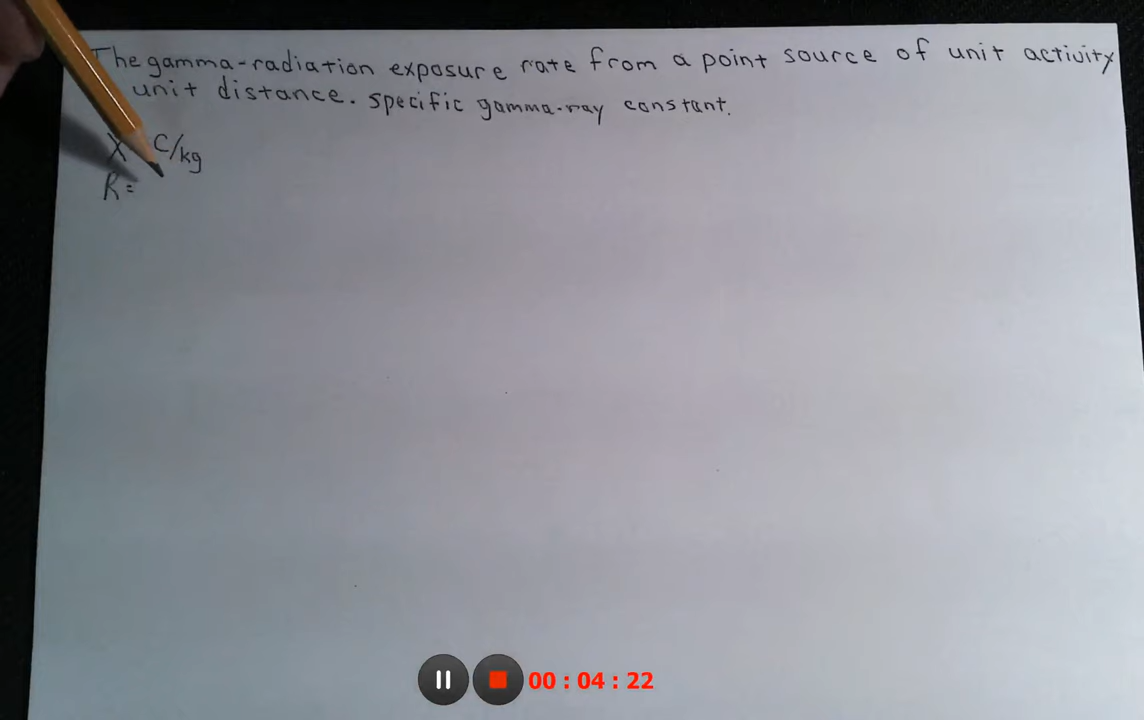 The gamma-radiation exposure rate from a point source of unit activity
unit distance. specific gamma-ray constant.
X C/kg
R=
00 : 04 : 22